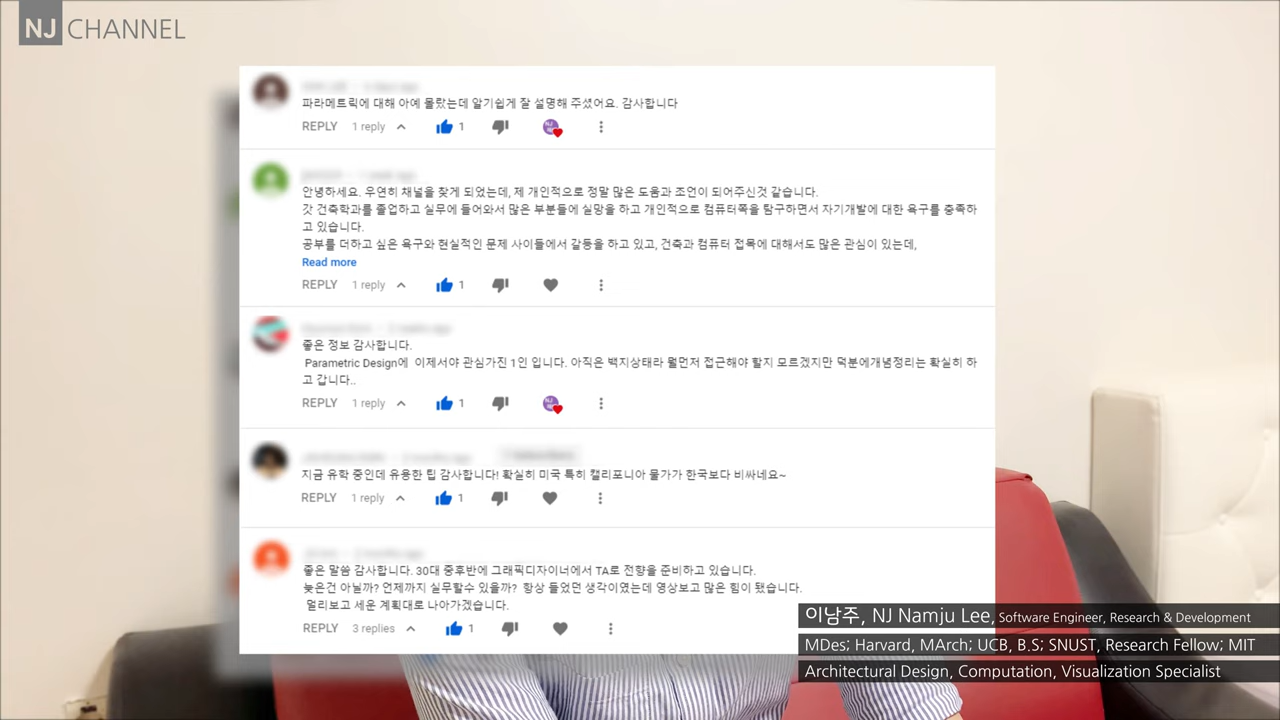 NJ CHANNEL
파라메트릭에 대해 아예 몰랐는데 알기쉽게 잘 설명해 주셨어요. 감사합니다
REPLY 1 reply 1
안녕하세요. 우연히 채널을 찾게 되었는데, 제 개인적으로 정말 많은 도움과 조언이 되어주신것 같습니다.
갓 건축학과를 졸업하고 실무에 들어와서 많은 부분들에 실망을 하고 개인적으로 컴퓨터쪽을 탐구하면서 자기개발에 대한 욕구를 충족하
고 있습니다.
공부를 더하고 싶은 욕구와 현실적인 문제 사이들에서 갈등을 하고 있고, 건축과 컴퓨터 접목에 대해서도 많은 관심이 있는데,
Read more
REPLY 1 reply 1
좋은 정보 감사합니다.
Parametric Design에 이제서야 관심가진 1인 입니다. 아직은 백지상태라 뭘먼저 접근해야 할지 모르겠지만 덕분에개념정리는 확실히 하
고 갑니다..
REPLY 1 reply 1
지금 유학 중인데 유용한 팁 감사합니다! 확실히 미국 특히 캘리포니아 물가가 한국보다 비싸네요~
REPLY 1 reply 1
좋은 말씀 감사합니다. 30대 중후반에 그래픽디자이너에서 TA로 전향을 준비하고 있습니다.
늦은건 아닐까? 언제까지 실무할수 있을까? 항상 들었던 생각이였는데 영상보고 많은 힘이 됐습니다.
멀리보고 세운 계획대로 나아가겠습니다.
REPLY 3 replies 1
이남주, NJ Namju Lee, Software Engineer, Research & Development
MDes; Harvard, MArch; UCB, B.S; SNUST, Research Fellow; MIT
Architectural Design, Computation, Visualization Specialist